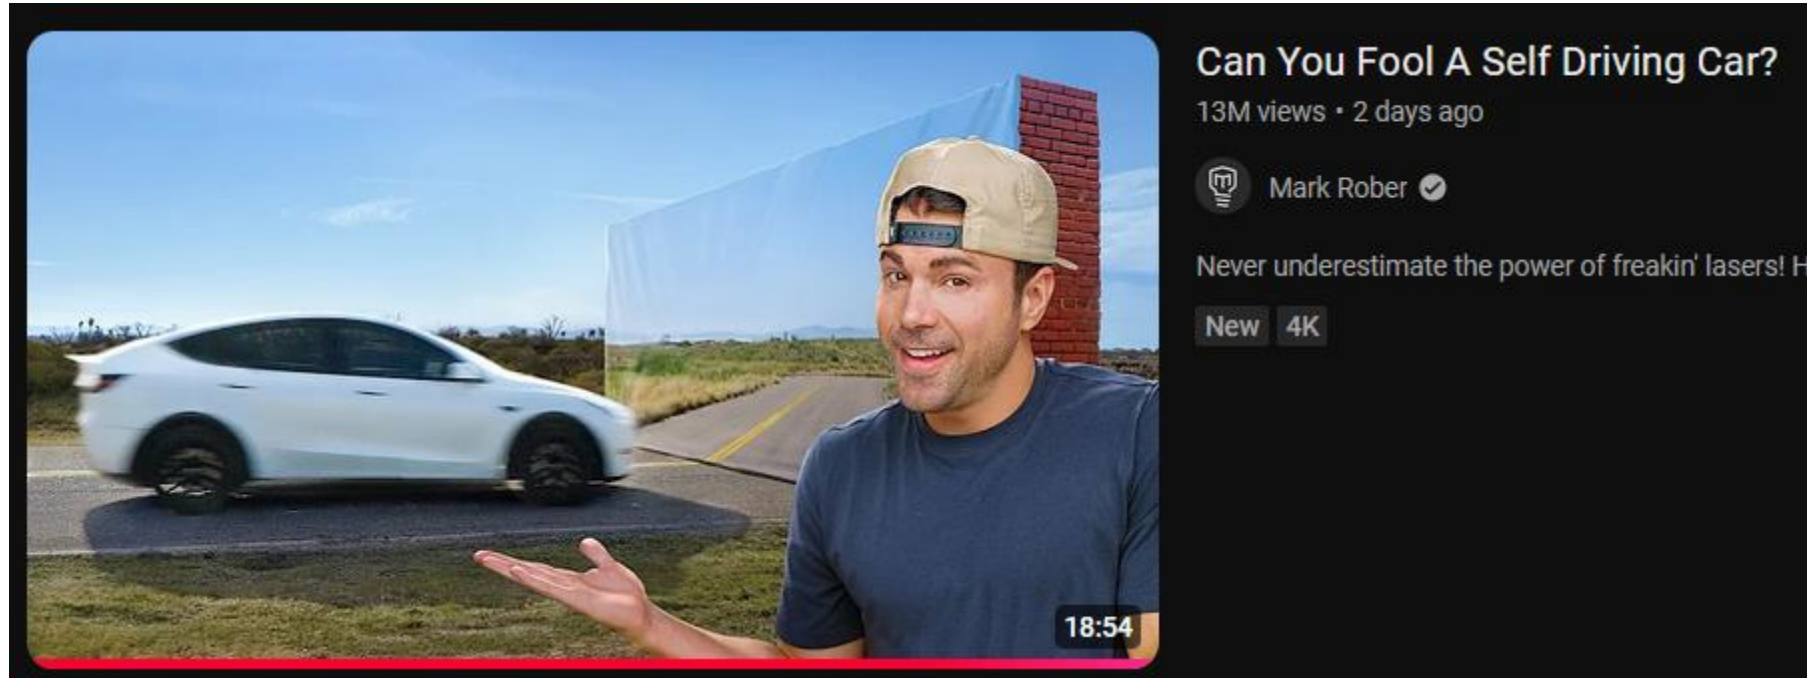 Can You Fool A Self Driving Car?
13M views • 2 days ago
Mark Rober
Never underestimate the power of freakin' lasers! H
New 4K
18:54